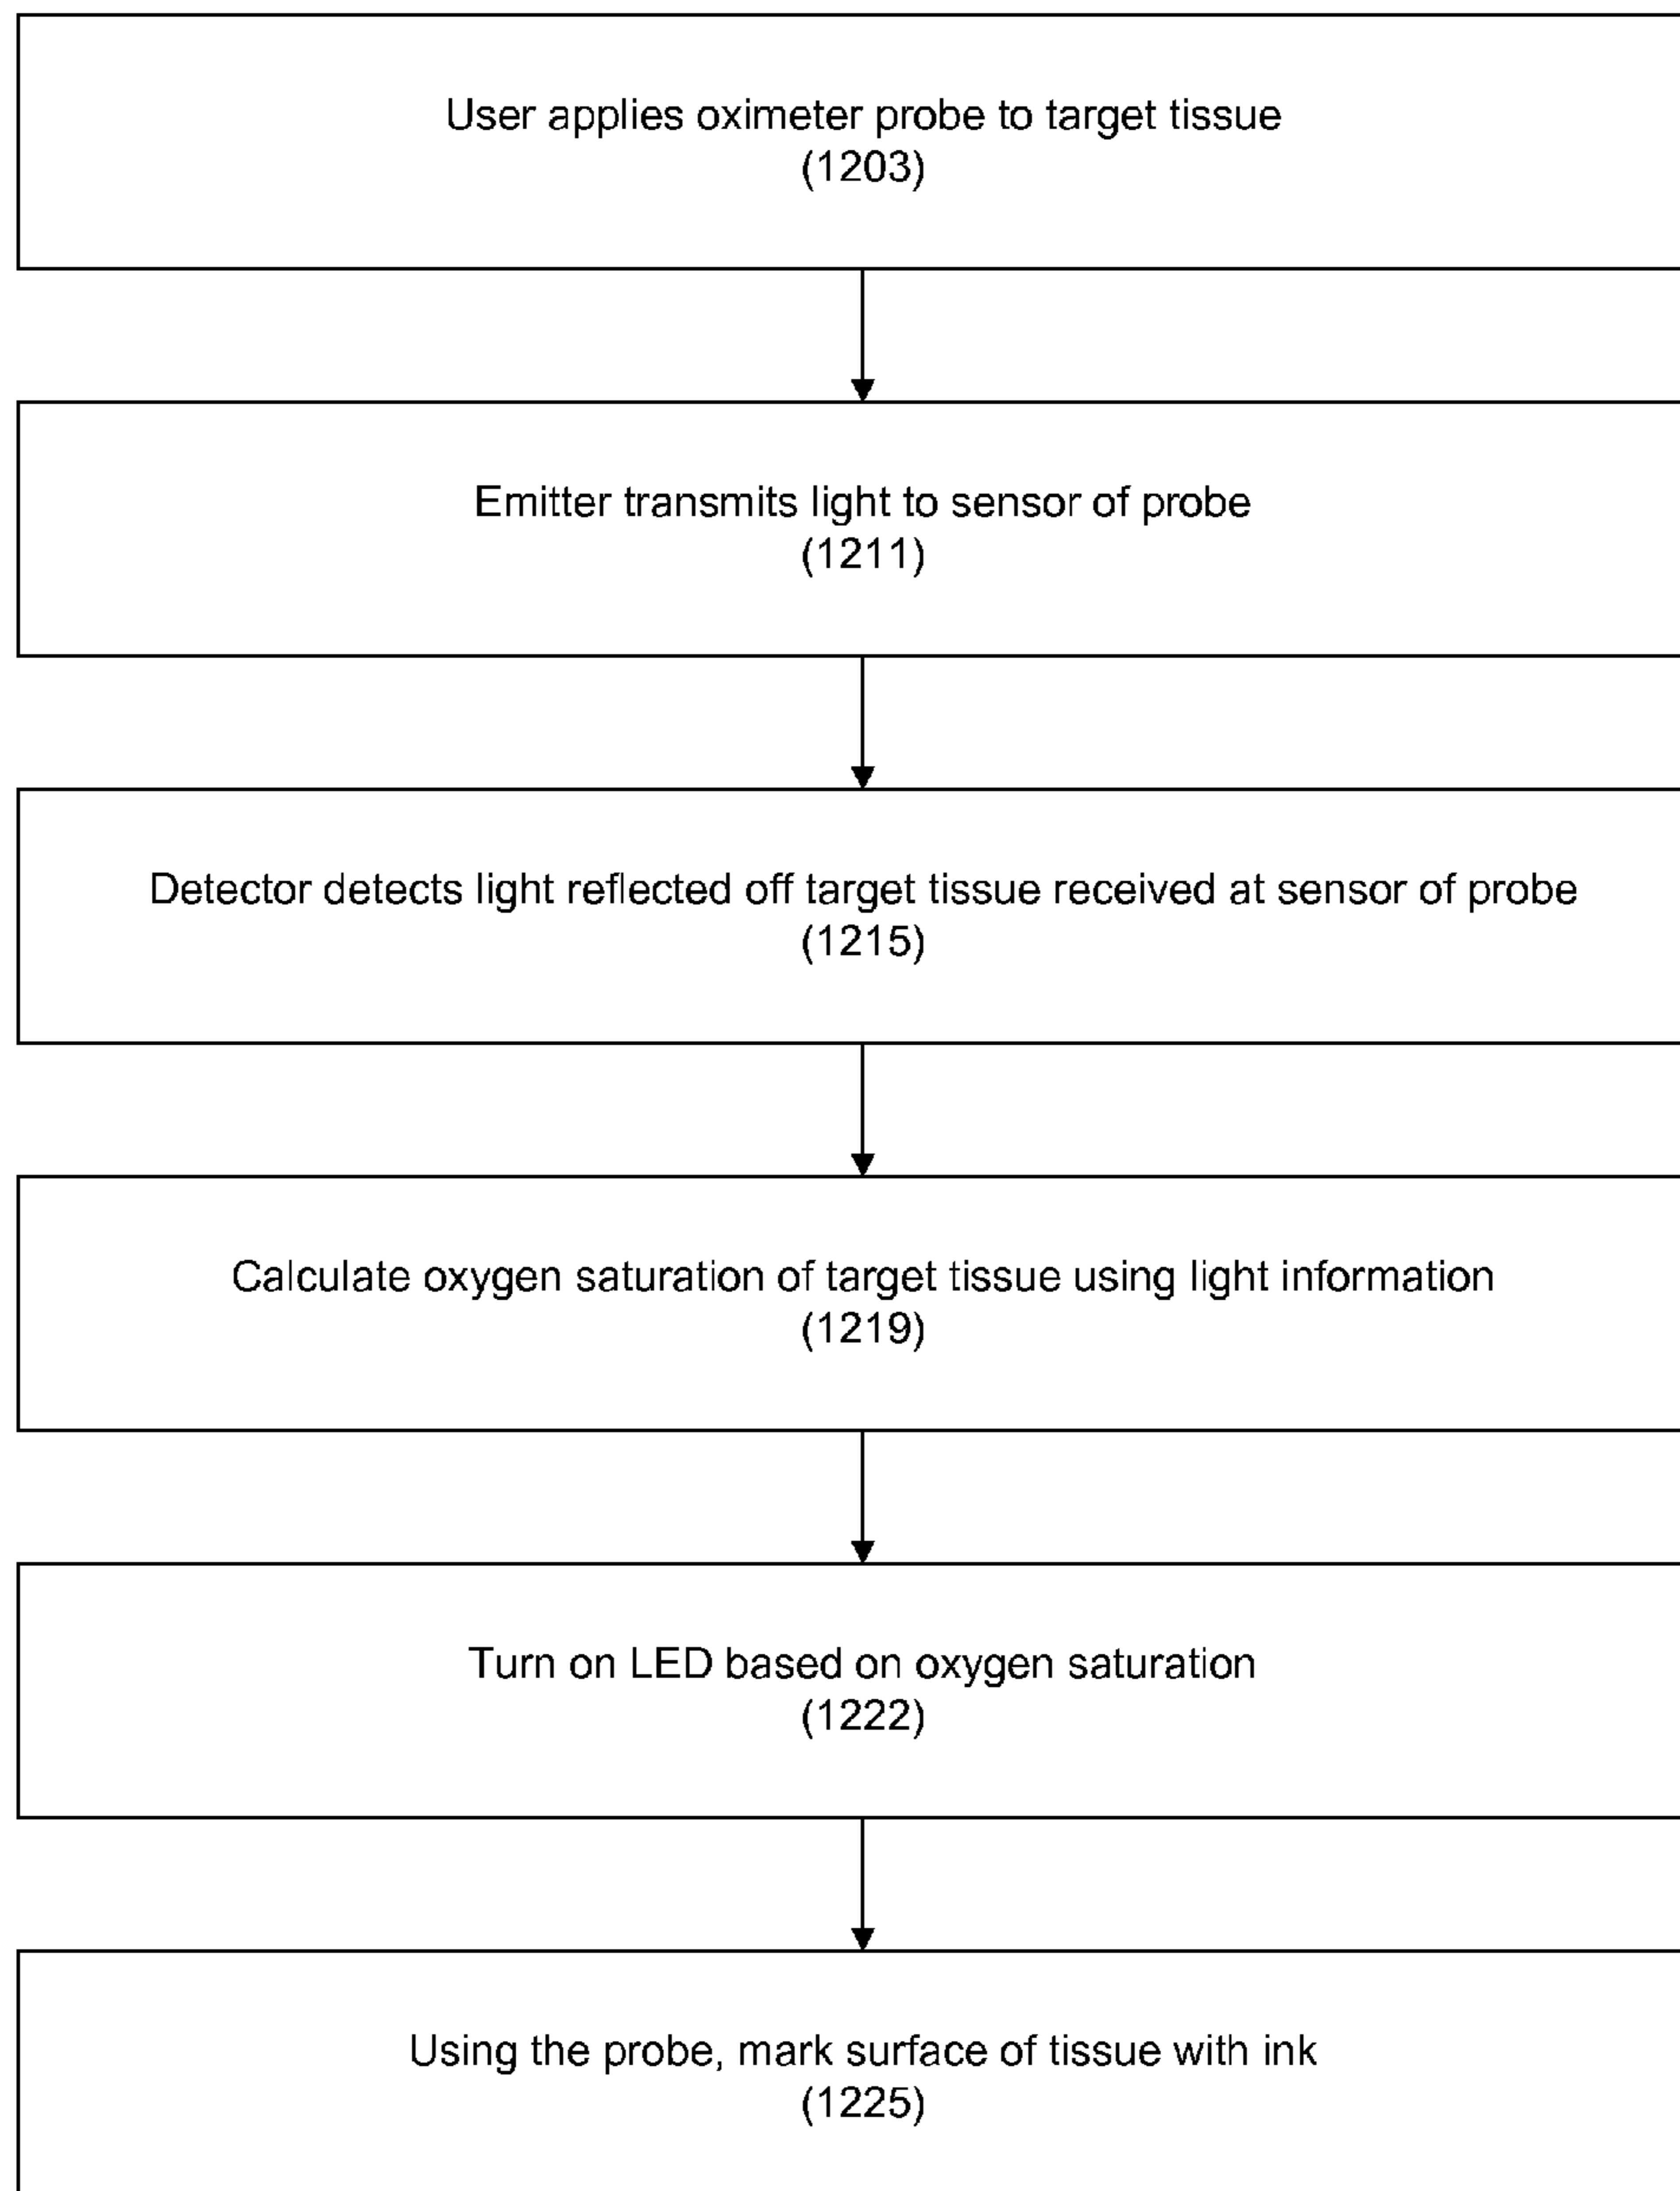 User applies oximeter probe to target tissue
(1203)
Emitter transmits light to sensor of probe
(1211)
Detector detects light reflected off target tissue received at sensor of probe
(1215)
Calculate oxygen saturation of target tissue using light information
(1219)
Turn on LED based on oxygen saturation
(1222)
Using the probe, mark surface of tissue with ink
(1225)